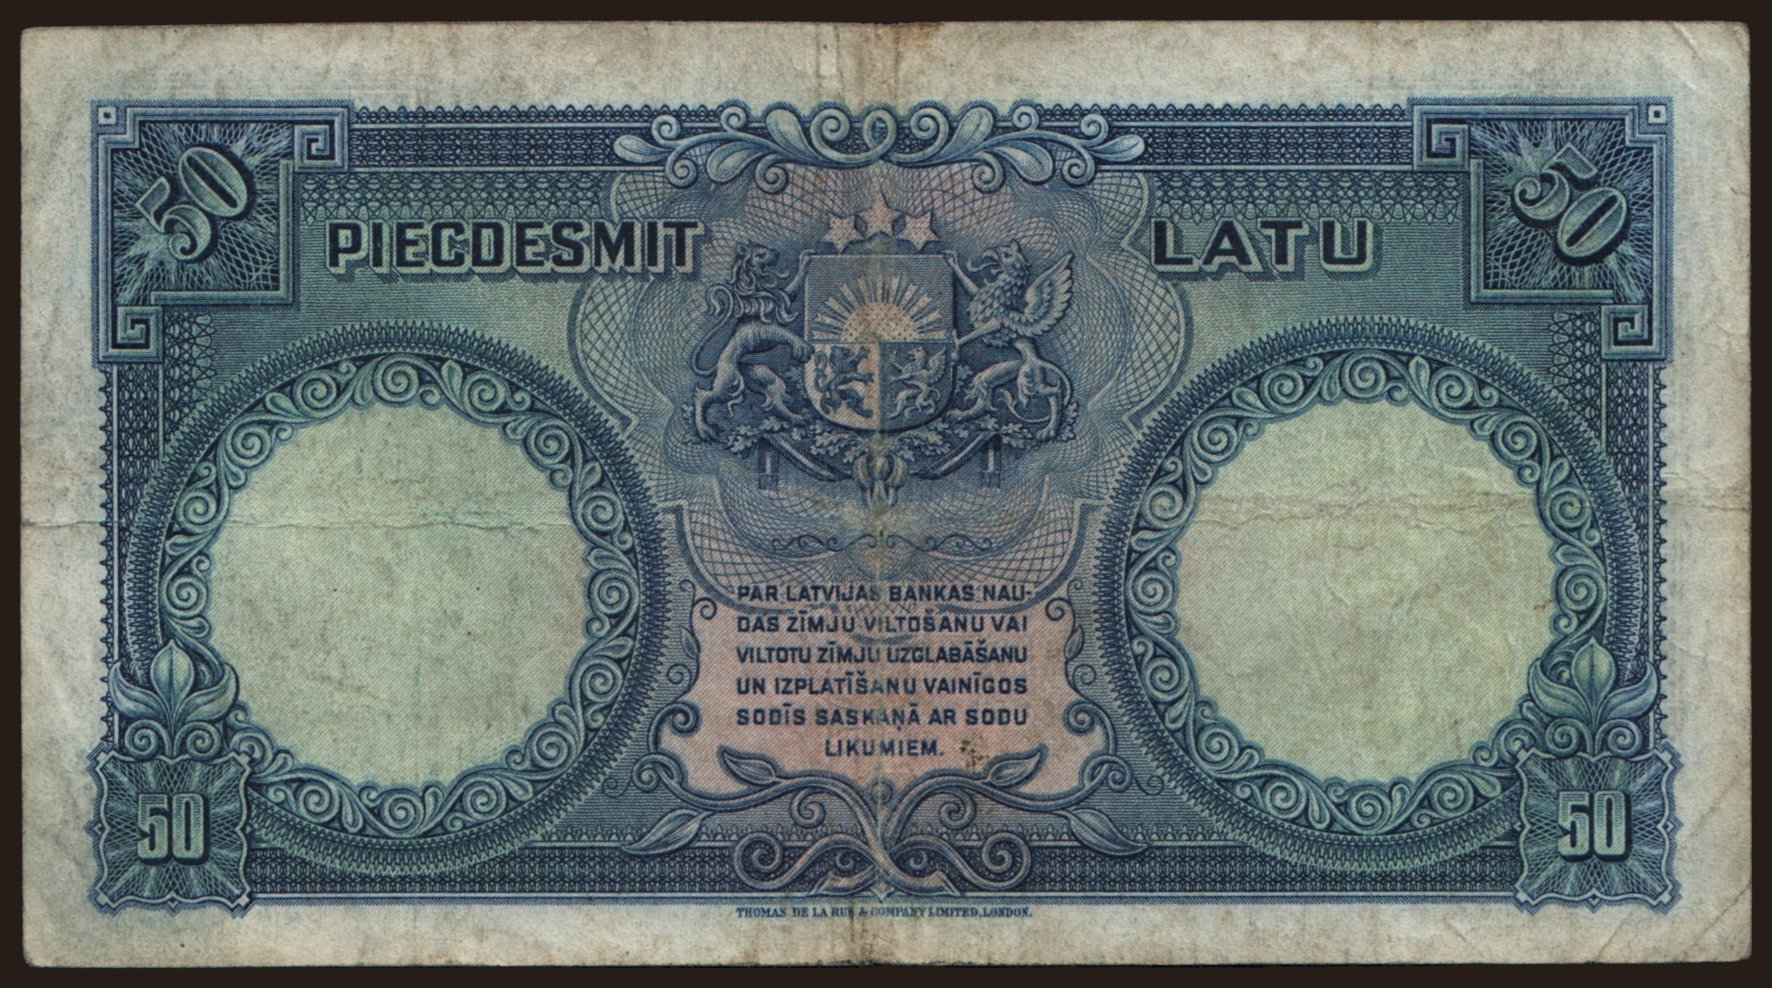 50 50
PIECDESMIT LATU
PAR LATVIJAS BANKAS NAU-
DAS ZĪMJU VILTOŠANU VAI
VILTOTU ZĪMJU UZGLABĀŠANU
UN IZPLATĪŠANU VAINĪGOS
SODĪS SASKAŅĀ AR SODU
LIKUMIEM.
50 50
THOMAS DE LA RUE & COMPANY LIMITED, LONDON.